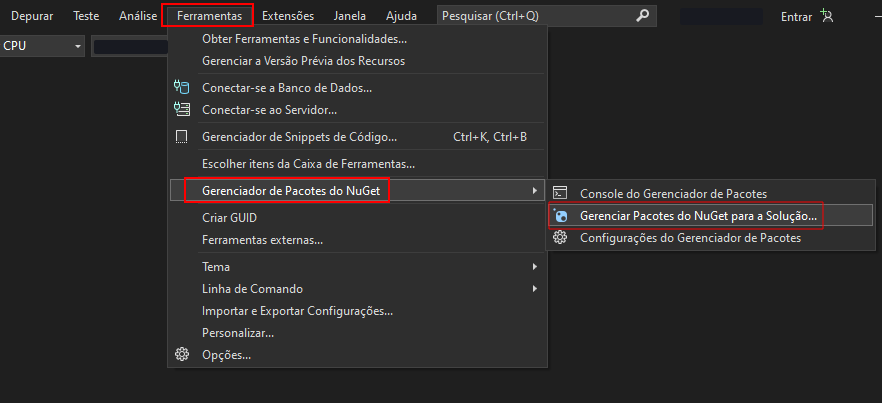 Depurar Teste Análise Ferramentas Extensões Janela Ajuda Pesquisar (Ctrl+Q) Entrar
CPU
Obter Ferramentas e Funcionalidades...
Gerenciar a Versão Prévia dos Recursos
Conectar-se a Banco de Dados...
Conectar-se ao Servidor...
Gerenciador de Snippets de Código... Ctrl+K, Ctrl+B
Escolher itens da Caixa de Ferramentas...
Gerenciador de Pacotes do NuGet
Criar GUID
Ferramentas externas...
Tema
Linha de Comando
Importar e Exportar Configurações...
Personalizar...
Opções...
Console do Gerenciador de Pacotes
Gerenciar Pacotes do NuGet para a Solução...
Configurações do Gerenciador de Pacotes